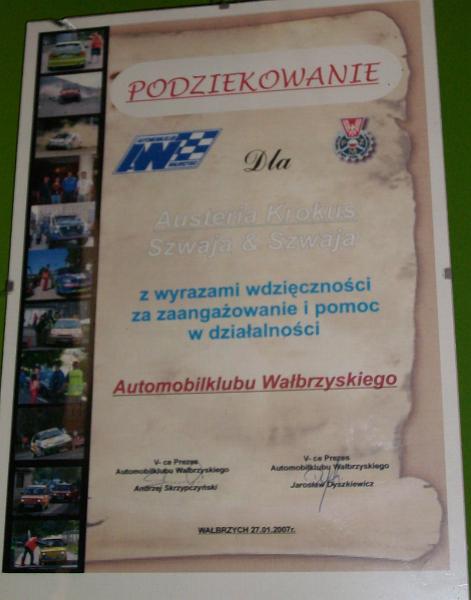 PODZIEKOWANIE
Dla
Austeria Krokus
Szwaja & Szwaja
z wyrazami wdzięczności
za zaangażowanie i pomoc
w działalności
Automobilklubu Wałbrzyskiego
V- ce Prezes
Automobilklubu Wałbrzyskiego
Andrzej Skrzypczyński
V- ce Prezes
Automobilklubu Wałbrzyskiego
Jarosław Dyszkiewicz
WAŁBRZYCH 27.01.2007r.